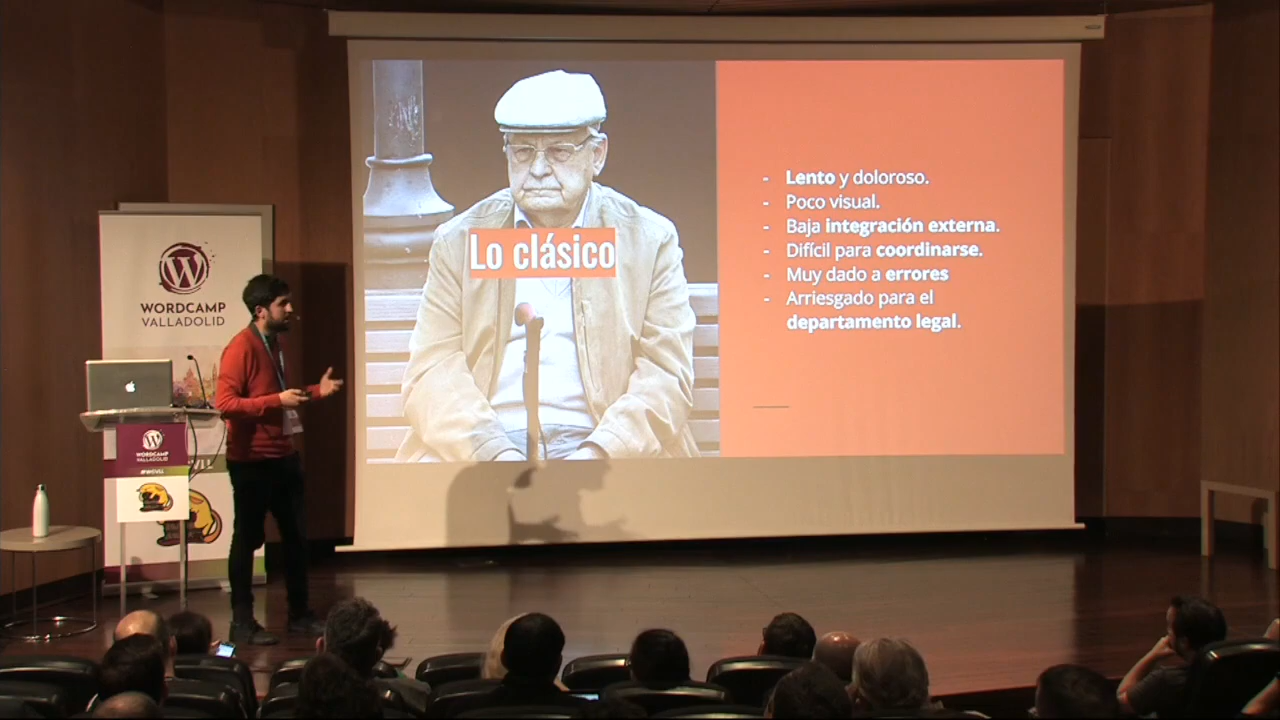 Lo clásico
- Lento y doloroso.
- Poco visual.
- Baja integración externa.
- Difícil para coordinarse.
- Muy dado a errores
- Arriesgado para el
departamento legal.
WORDCAMP
VALLADOLID
WORDCAMP
VALLADOLID
#WCVLL